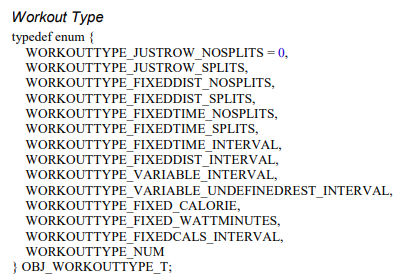 Workout Type
typedef enum {
WORKOUTTYPE_JUSTROW_NOSPLITS = 0,
WORKOUTTYPE_JUSTROW_SPLITS,
WORKOUTTYPE_FIXEDDIST_NOSPLITS,
WORKOUTTYPE_FIXEDDIST_SPLITS,
WORKOUTTYPE_FIXEDTIME_NOSPLITS,
WORKOUTTYPE_FIXEDTIME_SPLITS,
WORKOUTTYPE_FIXEDTIME_INTERVAL,
WORKOUTTYPE_FIXEDDIST_INTERVAL,
WORKOUTTYPE_VARIABLE_INTERVAL,
WORKOUTTYPE_VARIABLE_UNDEFINEDREST_INTERVAL,
WORKOUTTYPE_FIXED_CALORIE,
WORKOUTTYPE_FIXED_WATTMINUTES,
WORKOUTTYPE_FIXEDCALS_INTERVAL,
WORKOUTTYPE_NUM
} OBJ_WORKOUTTYPE_T;